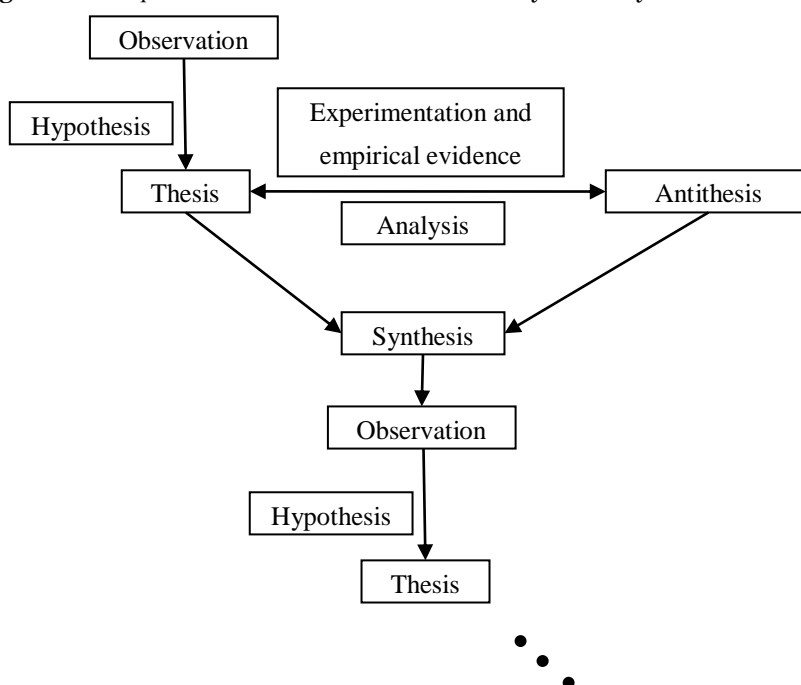 Observation
Hypothesis
Experimentation and
empirical evidence
Thesis
Antithesis
Analysis
Synthesis
Observation
Hypothesis
Thesis